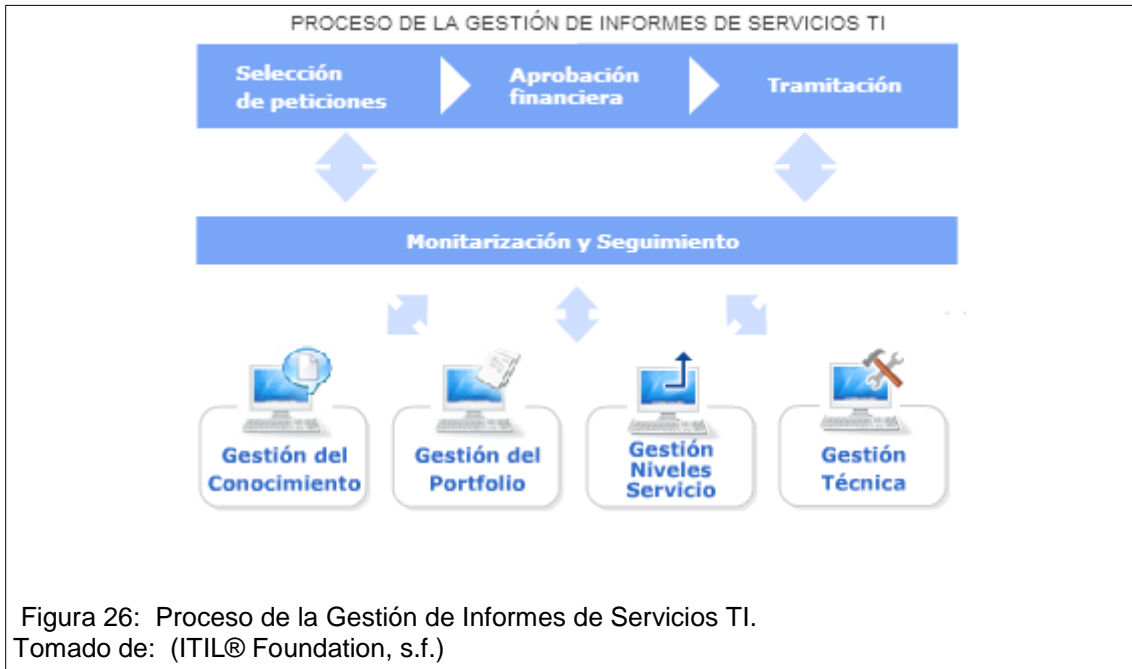 PROCESO DE LA GESTIÓN DE INFORMES DE SERVICIOS TI
Selección
de peticiones
Aprobación
financiera
Tramitación
Monitarización y Seguimiento
Gestión del
Conocimiento
Gestión del
Portfolio
Gestión
Niveles
Servicio
Gestión
Técnica
Figura 26: Proceso de la Gestión de Informes de Servicios TI.
Tomado de: (ITIL® Foundation, s.f.)